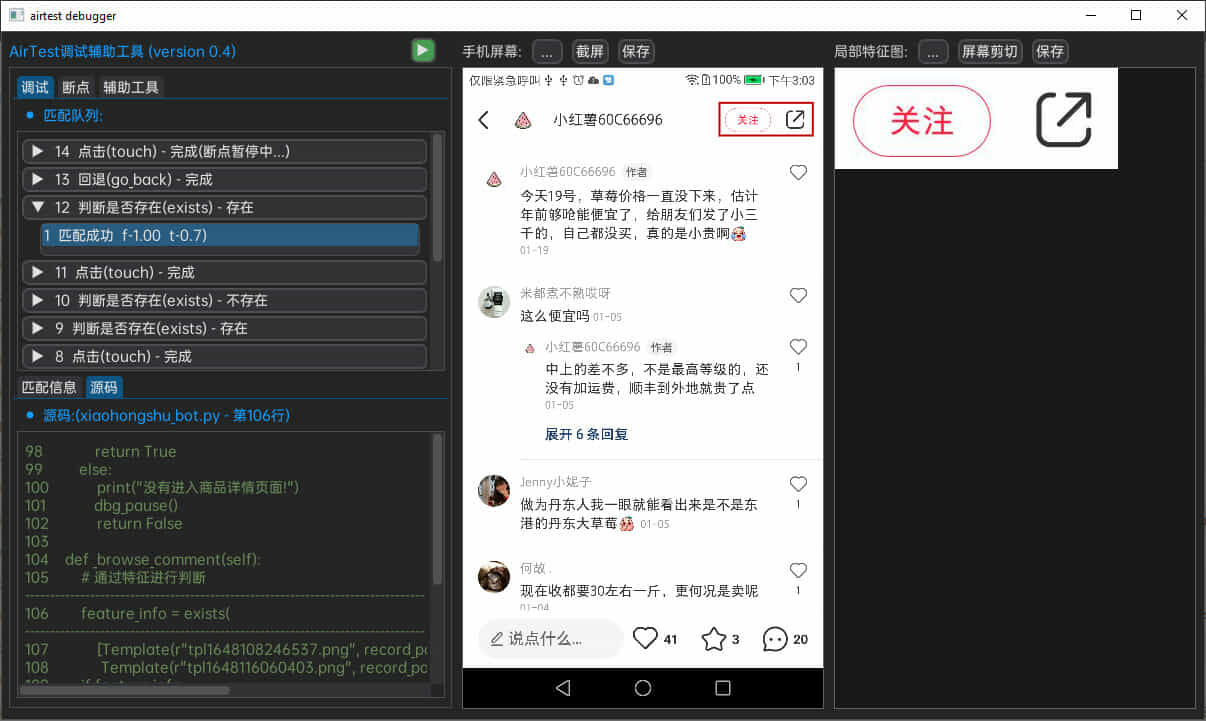 airtest debugger
AirTest调试辅助工具 (version 0.4)
调试 断点 辅助工具
匹配队列:
14 点击(touch) - 完成(断点暂停中...)
13 回退(go_back) - 完成
12 判断是否存在(exists) - 存在
1 匹配成功 f-1.00 t-0.7)
11 点击(touch) - 完成
10 判断是否存在(exists) - 不存在
9 判断是否存在(exists) - 存在
8 点击(touch) - 完成
匹配信息 源码
源码:(xiaohongshu_bot.py - 第106行)
98 return True
99 else:
100 print("没有进入商品详情页面!")
101 dbg_pause()
102 return False
103
104 def _browse_comment(self):
105 # 通过特征进行判断
106 feature_info = exists(
107 [Template(r"tpl1648108246537.png", record_po
108 Template(r"tpl1648116060403.png", record_po
手机屏幕: ... 截屏 保存
仅限紧急呼叫 100% 下午3:03
小红薯60C66696 关注
小红薯60C66696 作者
今天19号，草莓价格一直没下来，估计
年前够呛能便宜了，给朋友们发了小三
千的，自己都没买，真的是小贵啊
01-19
米都煮不熟哎呀
这么便宜吗 01-05
小红薯60C66696 作者
中上的差不多，不是最高等级的，还
没有加运费，顺丰到外地就贵了点
1
01-05
展开 6 条回复
Jenny小妮子
做为丹东人我一眼就能看出来是不是东
港的丹东大草莓 01-05
1
何故 .
现在收都要30左右一斤，更何况是卖呢
1
01-04
说点什么... 41 3 20
局部特征图: ... 屏幕剪切 保存
关注